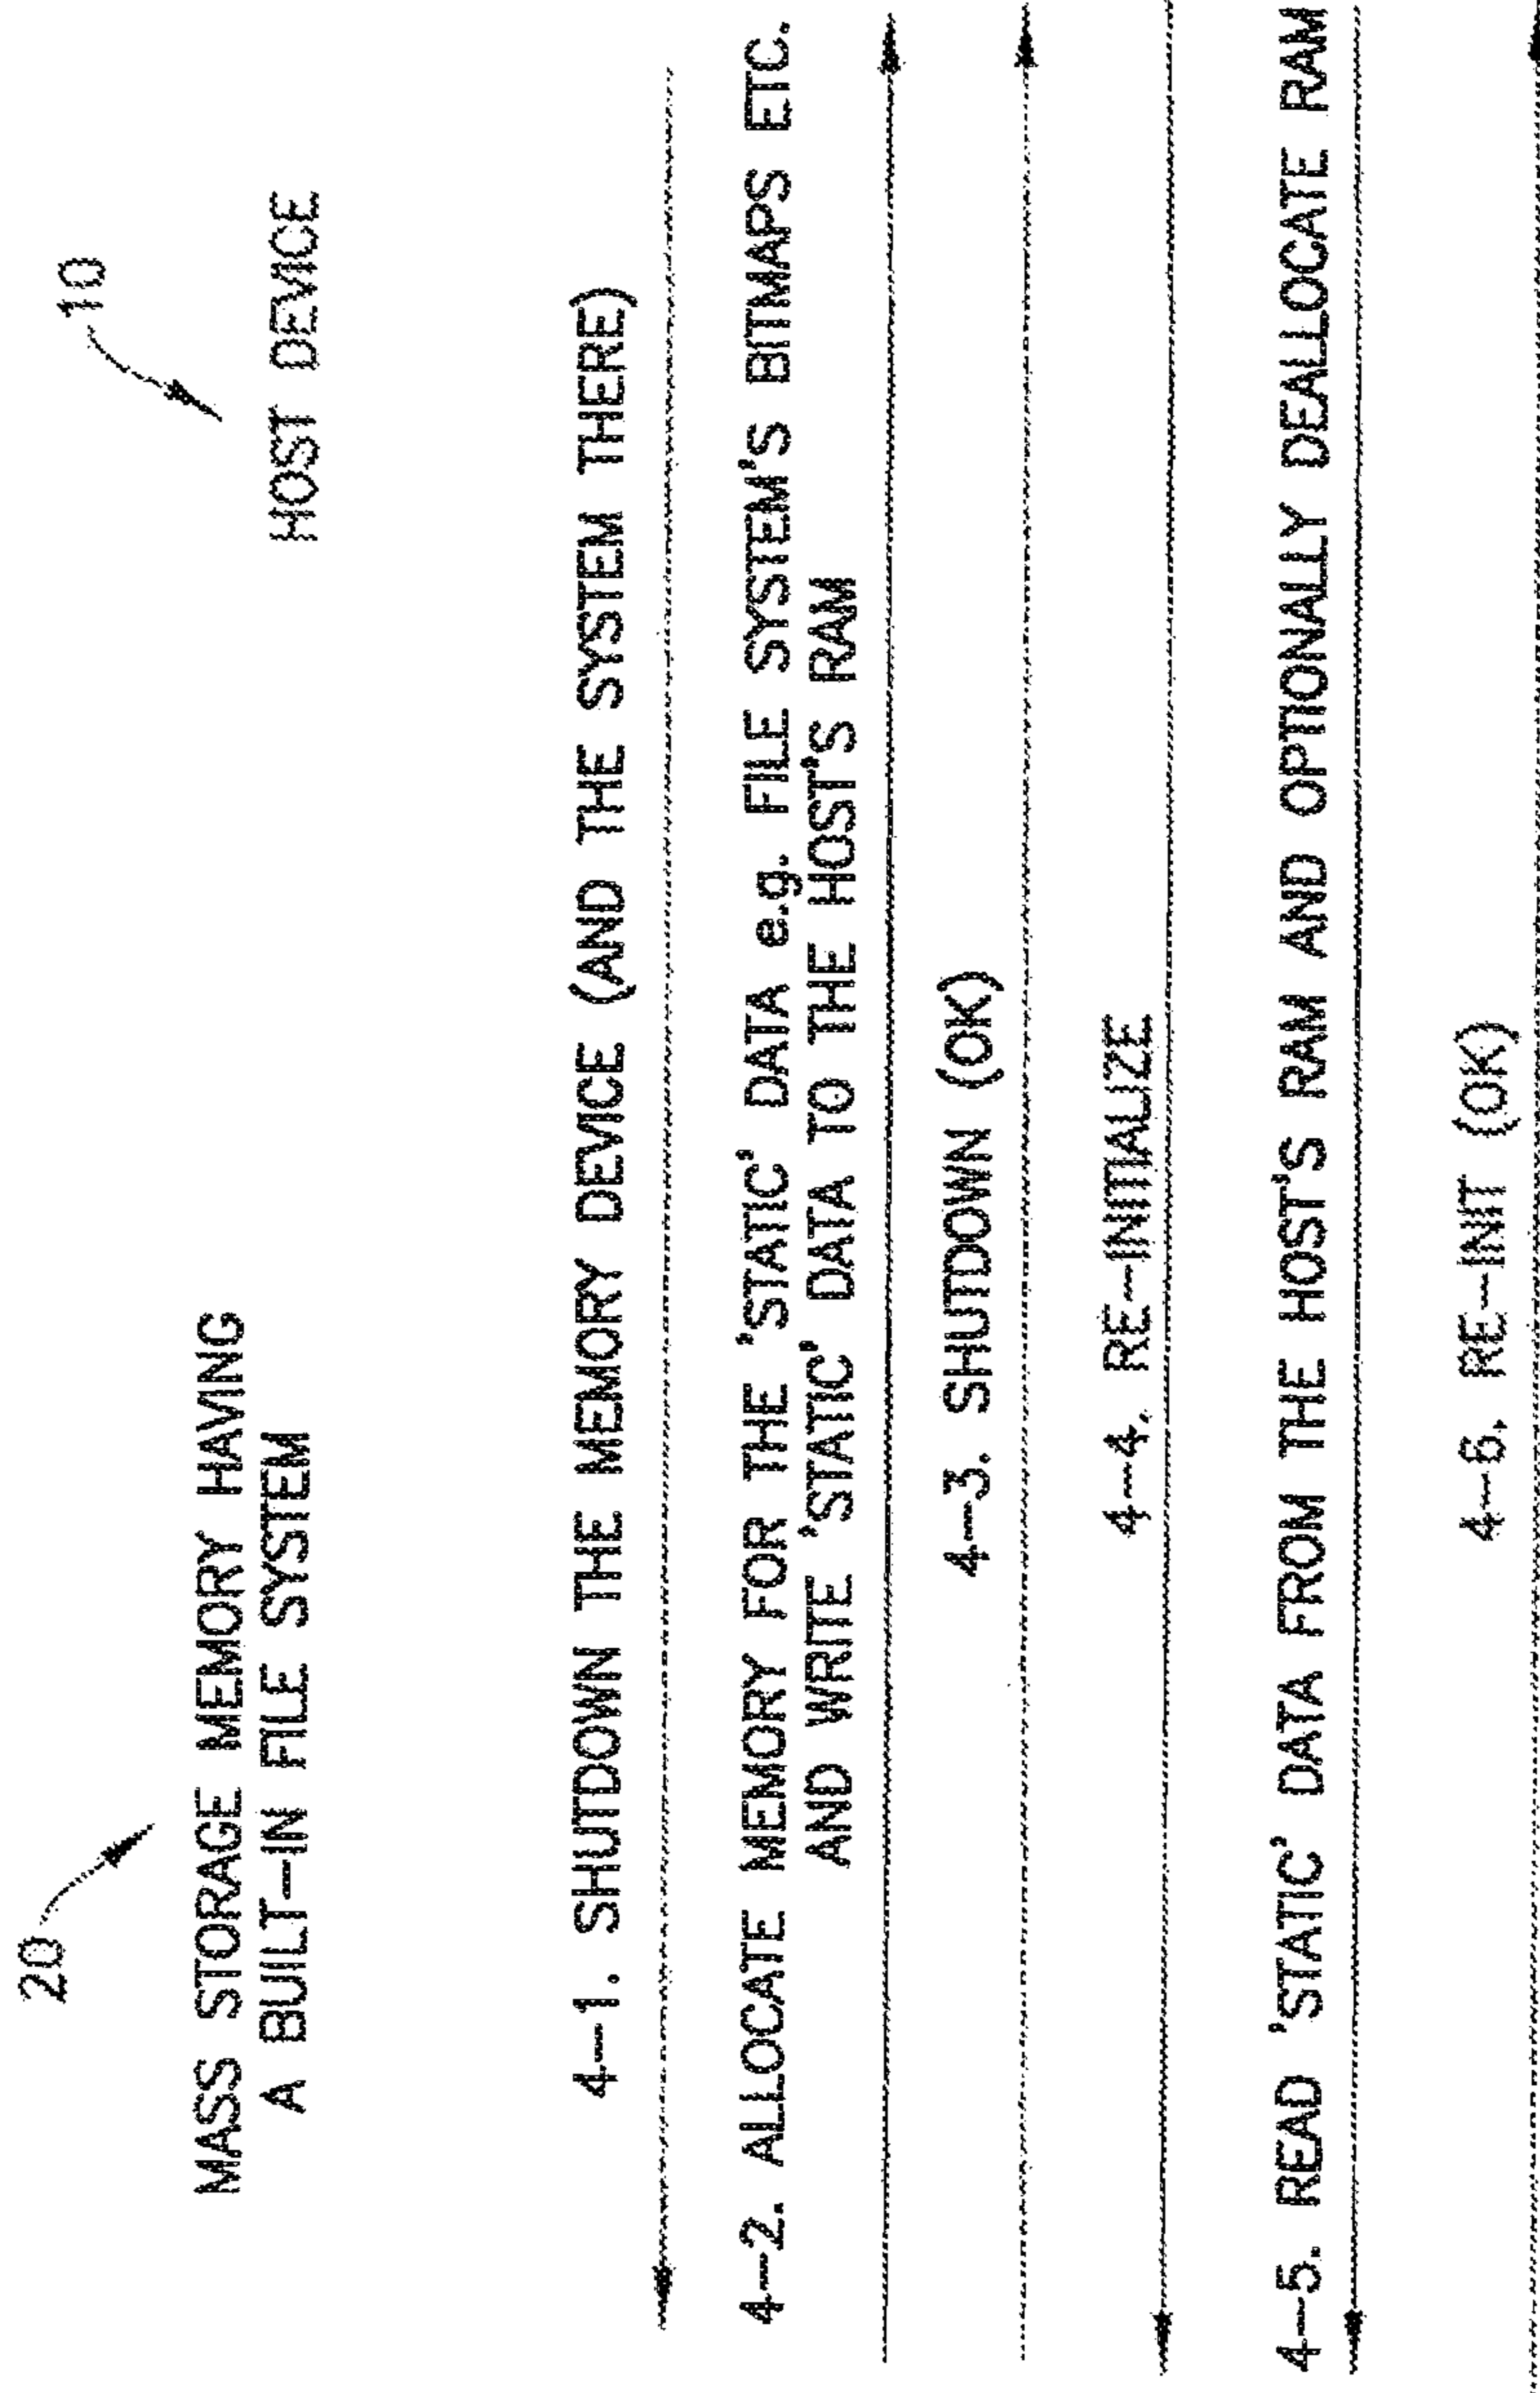 20
10
MASS STORAGE MEMORY HAVING
A BUILT-IN FILE SYSTEM
HOST DEVICE
4-1. SHUTDOWN THE MEMORY DEVICE (AND THE SYSTEM THERE)
4-2. ALLOCATE MEMORY FOR THE 'STATIC' DATA e.g. FILE SYSTEM'S BITMAPS ETC.
AND WRITE 'STATIC' DATA TO THE HOST'S RAM
4-3. SHUTDOWN (OK)
4-4. RE-INITIALIZE
4-5. READ 'STATIC' DATA FROM THE HOST'S RAM AND OPTIONALLY DEALLOCATE RAM
4-6. RE-INIT (OK)